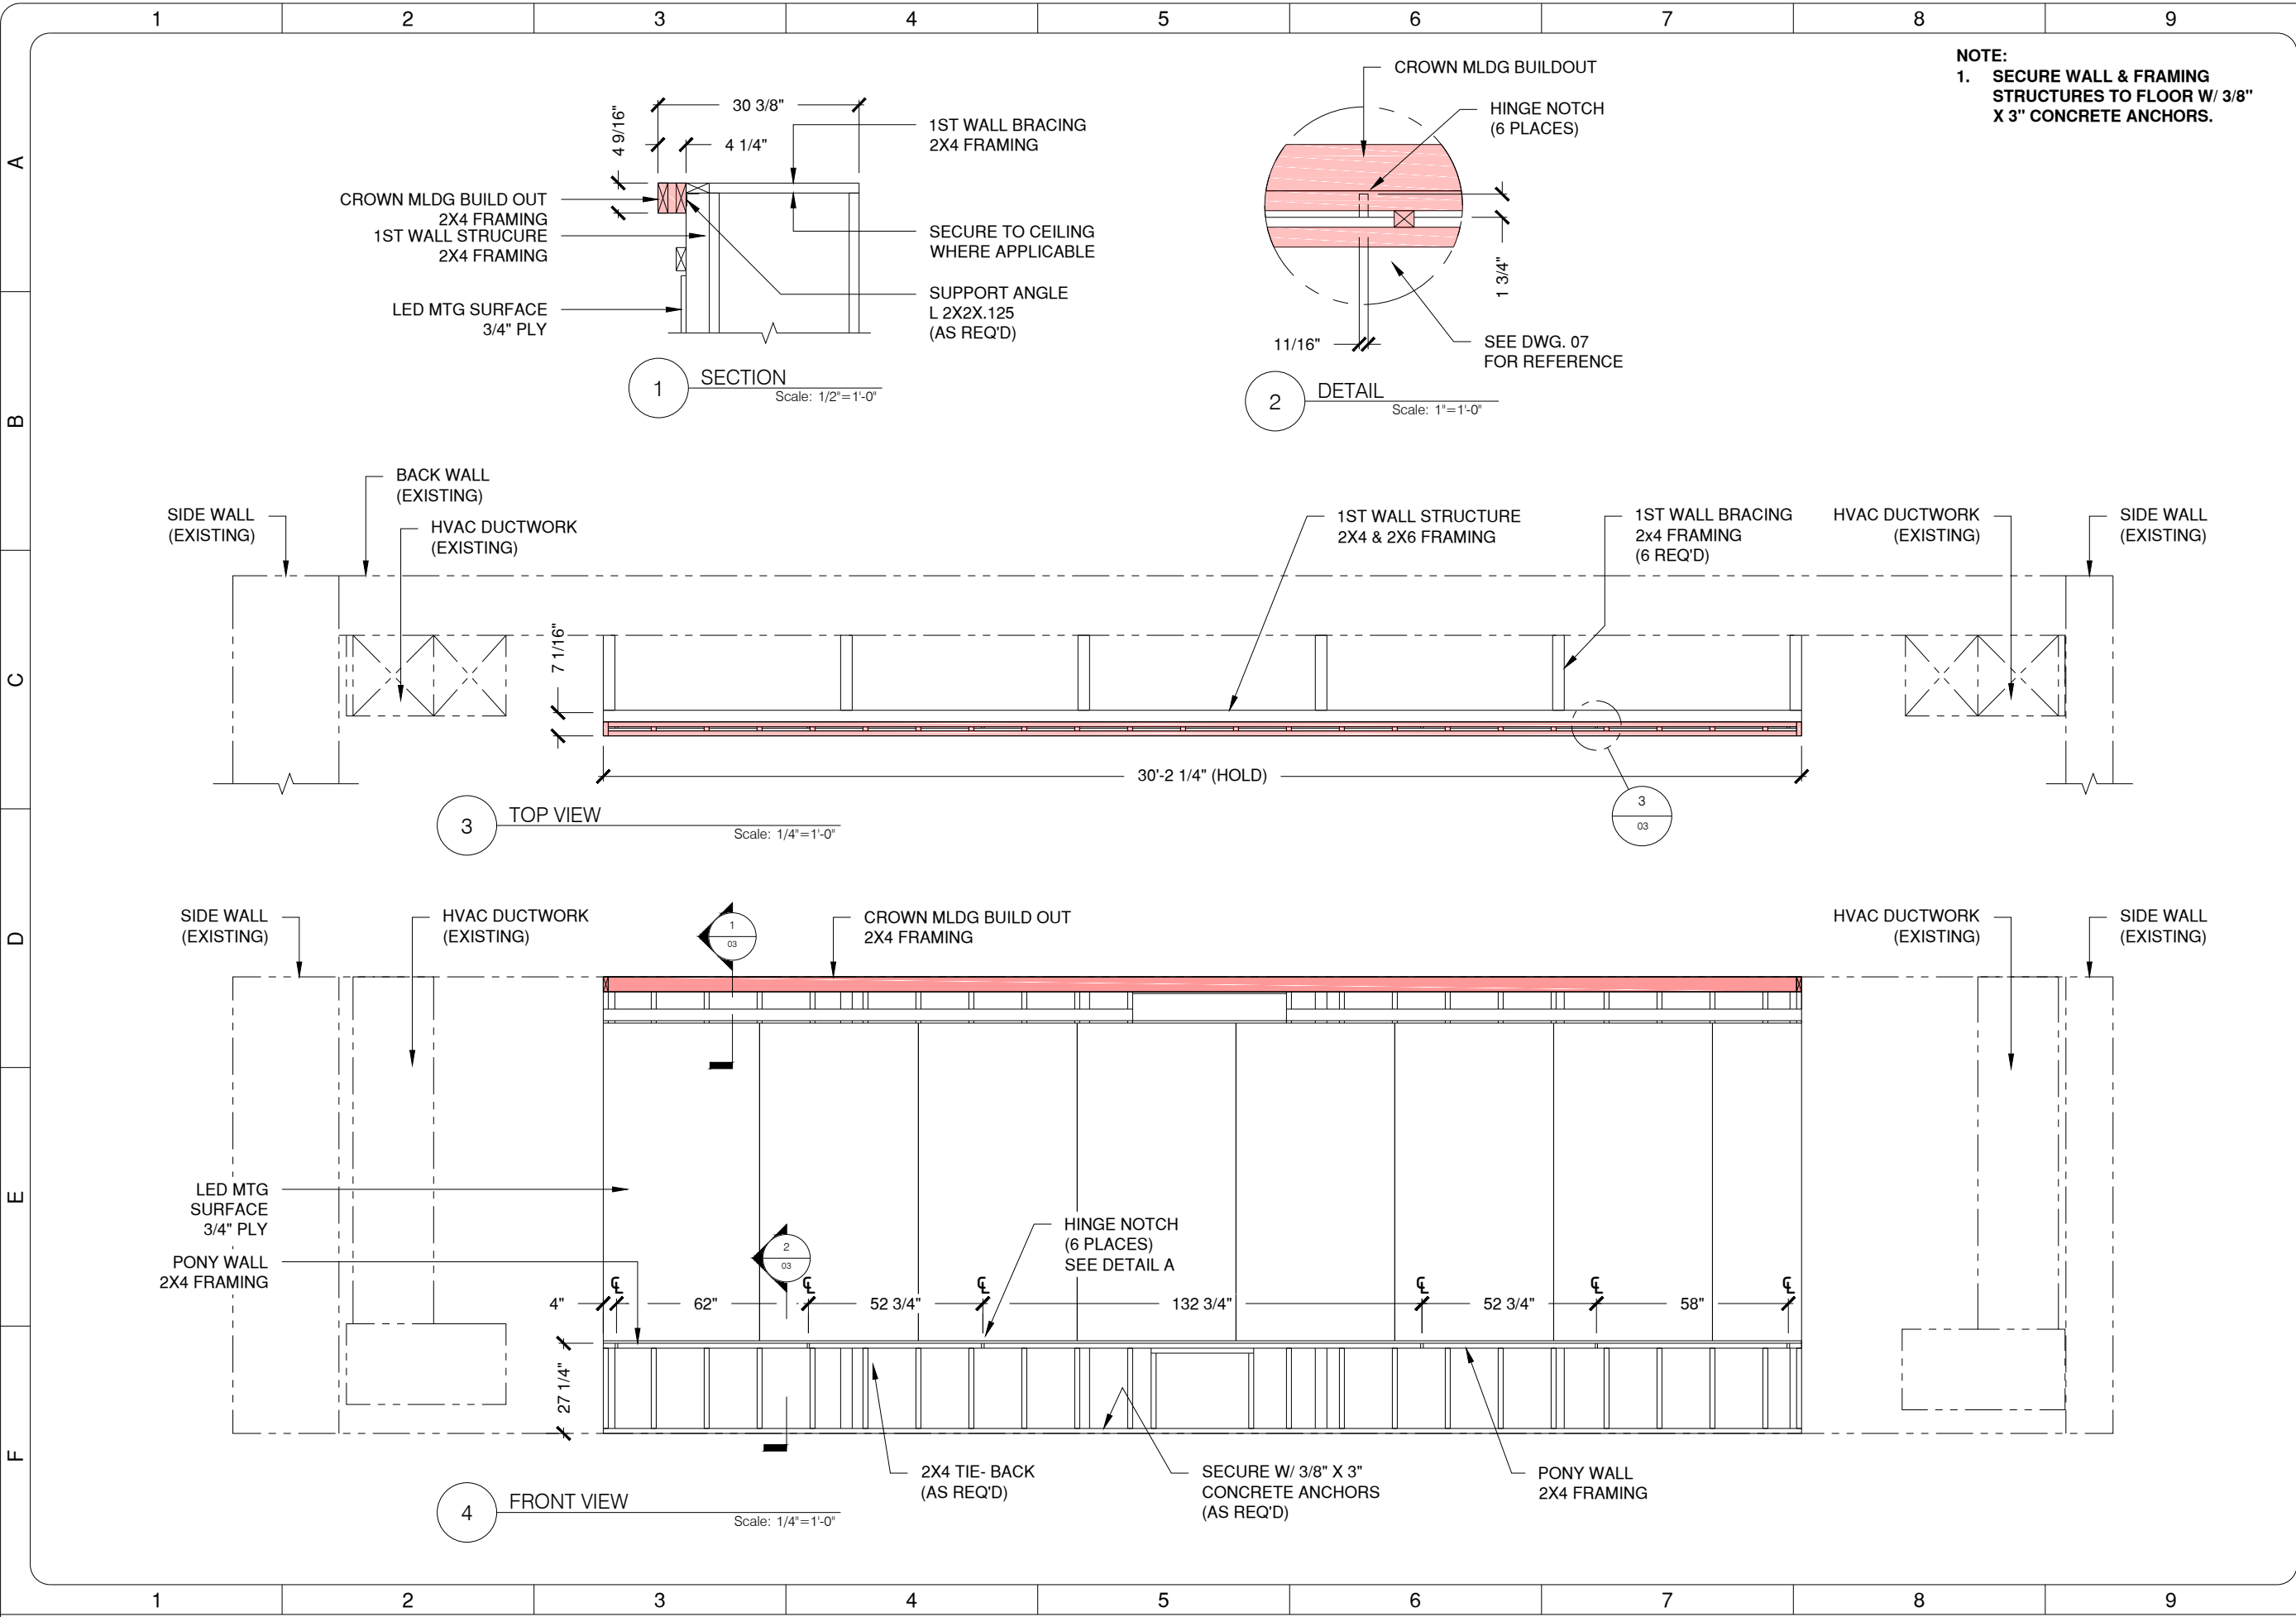 1 2 3 4 5 6 7 8 9
A
B
C
D
E
F
NOTE:
1. SECURE WALL & FRAMING
STRUCTURES TO FLOOR W/ 3/8"
X 3" CONCRETE ANCHORS.
30 3/8"
4 9/16"
4 1/4"
1ST WALL BRACING
2X4 FRAMING
CROWN MLDG BUILD OUT
2X4 FRAMING
1ST WALL STRUCURE
2X4 FRAMING
SECURE TO CEILING
WHERE APPLICABLE
LED MTG SURFACE
3/4" PLY
SUPPORT ANGLE
L 2X2X.125
(AS REQ'D)
1
SECTION
Scale: 1/2"=1'-0"
CROWN MLDG BUILDOUT
HINGE NOTCH
(6 PLACES)
1 3/4"
11/16"
SEE DWG. 07
FOR REFERENCE
2
DETAIL
Scale: 1"=1'-0"
BACK WALL
(EXISTING)
SIDE WALL
(EXISTING)
HVAC DUCTWORK
(EXISTING)
1ST WALL STRUCTURE
2X4 & 2X6 FRAMING
1ST WALL BRACING
2x4 FRAMING
(6 REQ'D)
HVAC DUCTWORK
(EXISTING)
SIDE WALL
(EXISTING)
7 1/16"
30'-2 1/4" (HOLD)
3
03
3
TOP VIEW
Scale: 1/4"=1'-0"
SIDE WALL
(EXISTING)
HVAC DUCTWORK
(EXISTING)
1
03
CROWN MLDG BUILD OUT
2X4 FRAMING
HVAC DUCTWORK
(EXISTING)
SIDE WALL
(EXISTING)
LED MTG
SURFACE
3/4" PLY
PONY WALL
2X4 FRAMING
2
03
HINGE NOTCH
(6 PLACES)
SEE DETAIL A
℄ ℄ ℄ ℄ ℄ ℄
4" 62" 52 3/4" 132 3/4" 52 3/4" 58"
27 1/4"
2X4 TIE- BACK
(AS REQ'D)
SECURE W/ 3/8" X 3"
CONCRETE ANCHORS
(AS REQ'D)
PONY WALL
2X4 FRAMING
4
FRONT VIEW
Scale: 1/4"=1'-0"
1 2 3 4 5 6 7 8 9